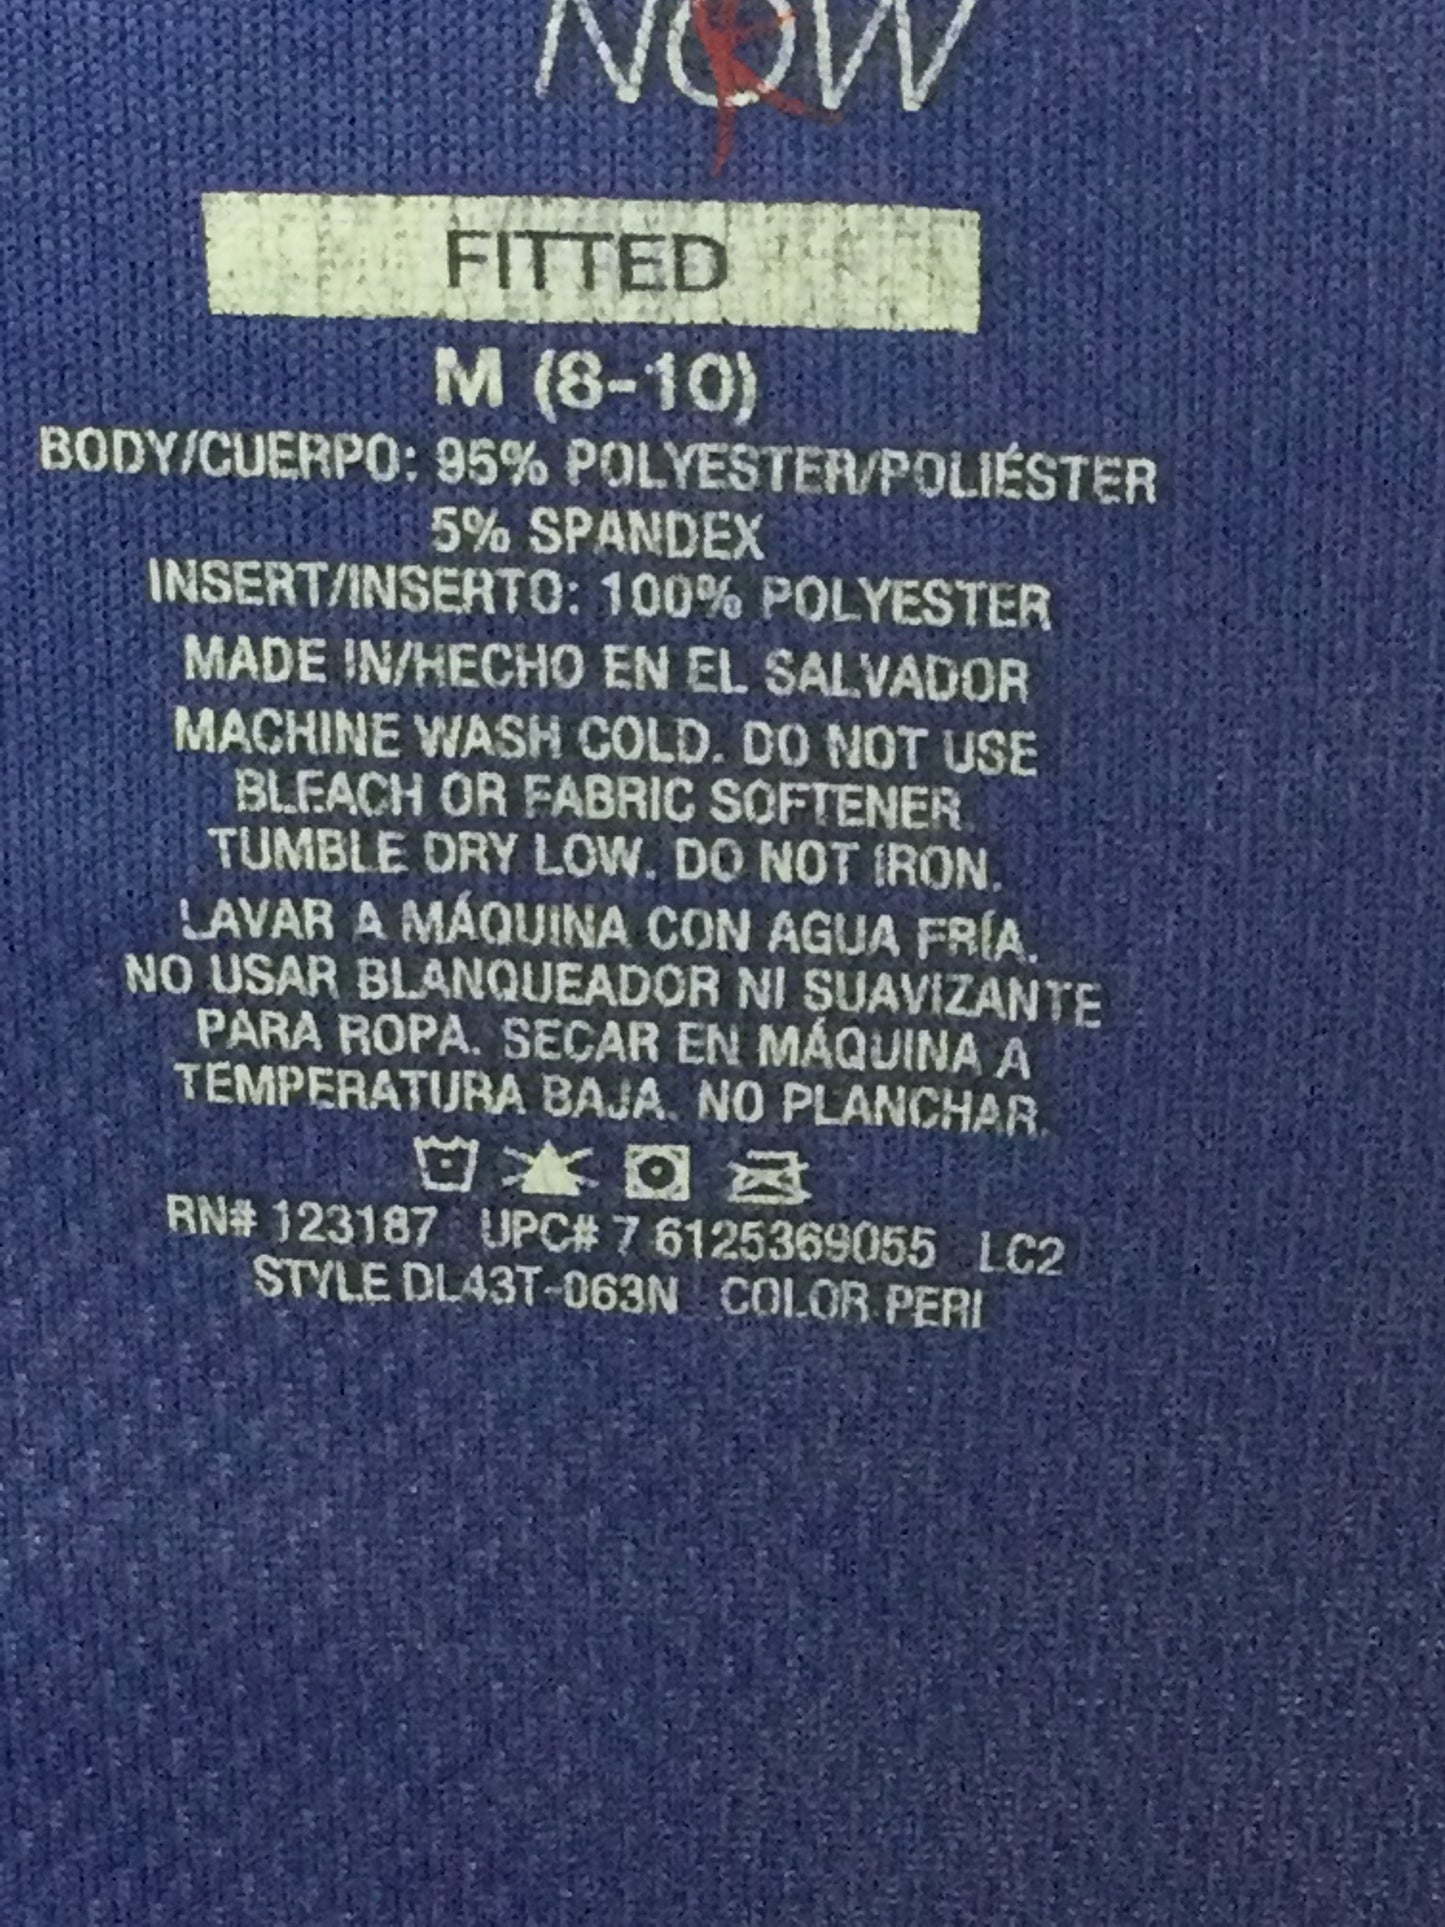 NOW
FITTED
M (8-10)
BODY/CUERPO: 95% POLYESTER/POLIÉSTER
5% SPANDEX
INSERT/INSERTO: 100% POLYESTER
MADE IN/HECHO EN EL SALVADOR
MACHINE WASH COLD. DO NOT USE
BLEACH OR FABRIC SOFTENER.
TUMBLE DRY LOW. DO NOT IRON.
LAVAR A MÁQUINA CON AGUA FRÍA.
NO USAR BLANQUEADOR NI SUAVIZANTE
PARA ROPA. SECAR EN MÁQUINA A
TEMPERATURA BAJA. NO PLANCHAR.
RN# 123187 UPC# 7 6125369055 LC2
STYLE DL43T-063N COLOR PERI